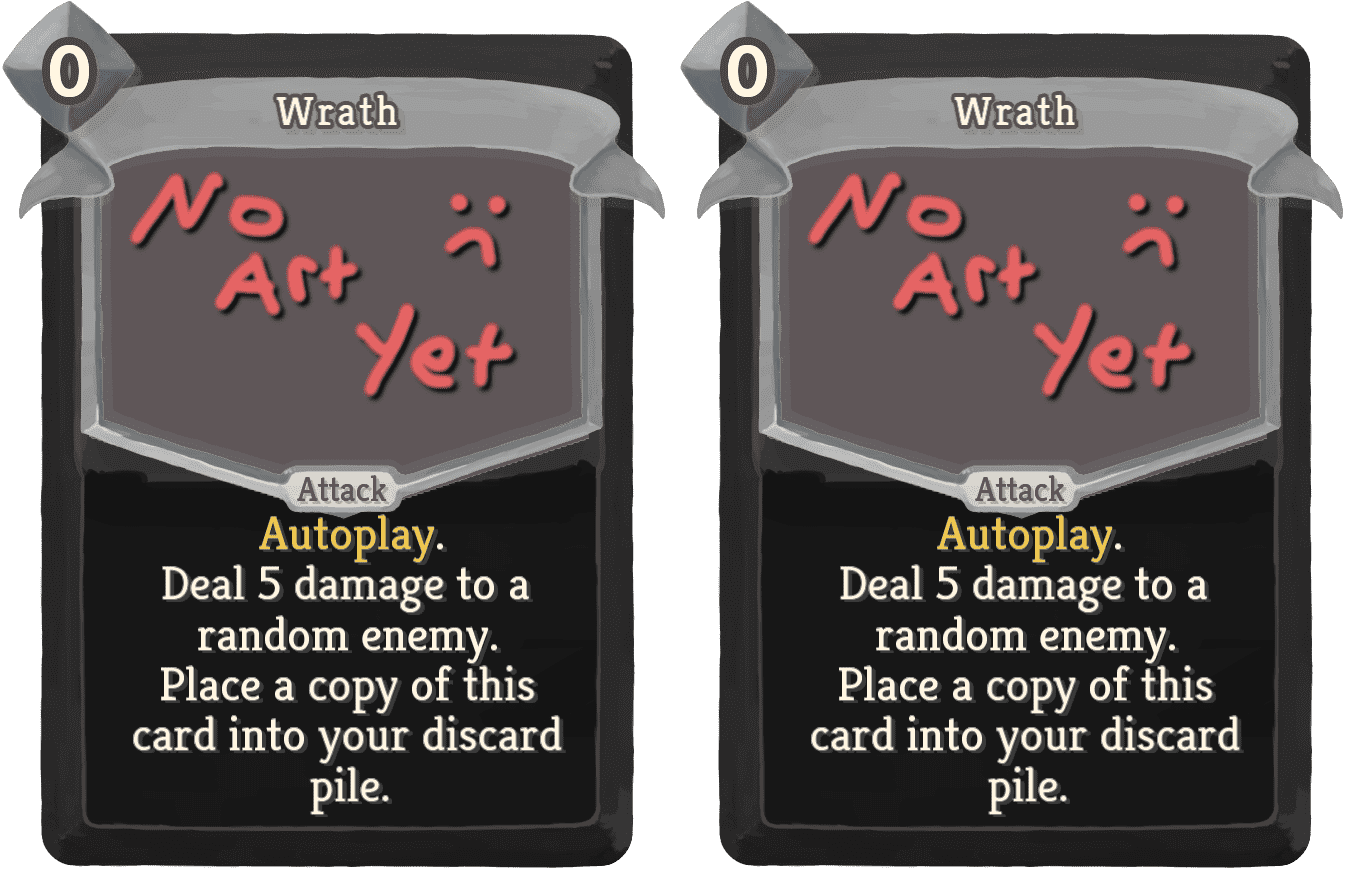 0
Wrath
No
Art
Yet
Attack
Autoplay.
Deal 5 damage to a
random enemy.
Place a copy of this
card into your discard
pile.
0
Wrath
No
Art
Yet
Attack
Autoplay.
Deal 5 damage to a
random enemy.
Place a copy of this
card into your discard
pile.